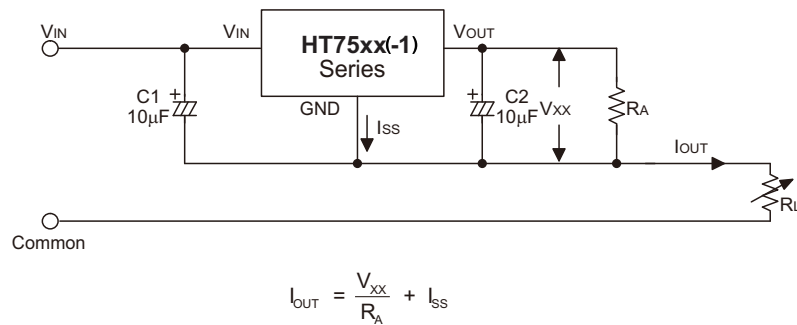 VIN
VIN
HT75xx(-1)
Series
VOUT
C1
10µF
+
GND
ISS
C2
10µF
+
VXX
RA
IOUT
RL
Common
IOUT = VXX / RA + ISS